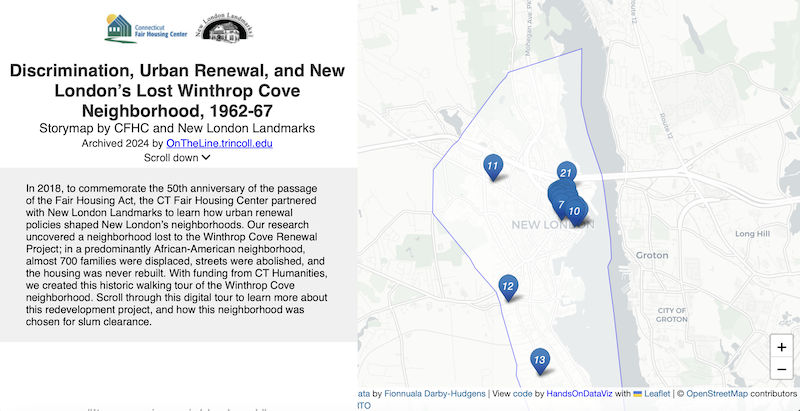 Connecticut
Fair Housing Center
New London Landmarks
Discrimination, Urban Renewal, and New
London’s Lost Winthrop Cove
Neighborhood, 1962-67
Storymap by CFHC and New London Landmarks
Archived 2024 by OnTheLine.trincoll.edu
Scroll down
In 2018, to commemorate the 50th anniversary of the passage
of the Fair Housing Act, the CT Fair Housing Center partnered
with New London Landmarks to learn how urban renewal
policies shaped New London's neighborhoods. Our research
uncovered a neighborhood lost to the Winthrop Cove Renewal
Project; in a predominantly African-American neighborhood,
almost 700 families were displaced, streets were abolished, and
the housing was never rebuilt. With funding from CT Humanities,
we created this historic walking tour of the Winthrop Cove
neighborhood. Scroll through this digital tour to learn more about
this redevelopment project, and how this neighborhood was
chosen for slum clearance.
Mohegan Ave Pk
11
21
7
10
NEW LONDON
Long Hill
Groton
12
CITY OF
GROTON
13
+
−
ata by Fionnuala Darby-Hudgens | View code by HandsOnDataViz with Leaflet | © OpenStreetMap contributors
RTO